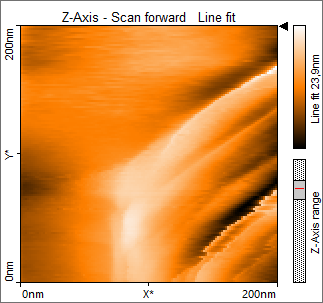 Z-Axis - Scan forward Line fit
200nm
Y*
0nm
0nm
X*
200nm
Line fit 23,9nm
Z-Axis range